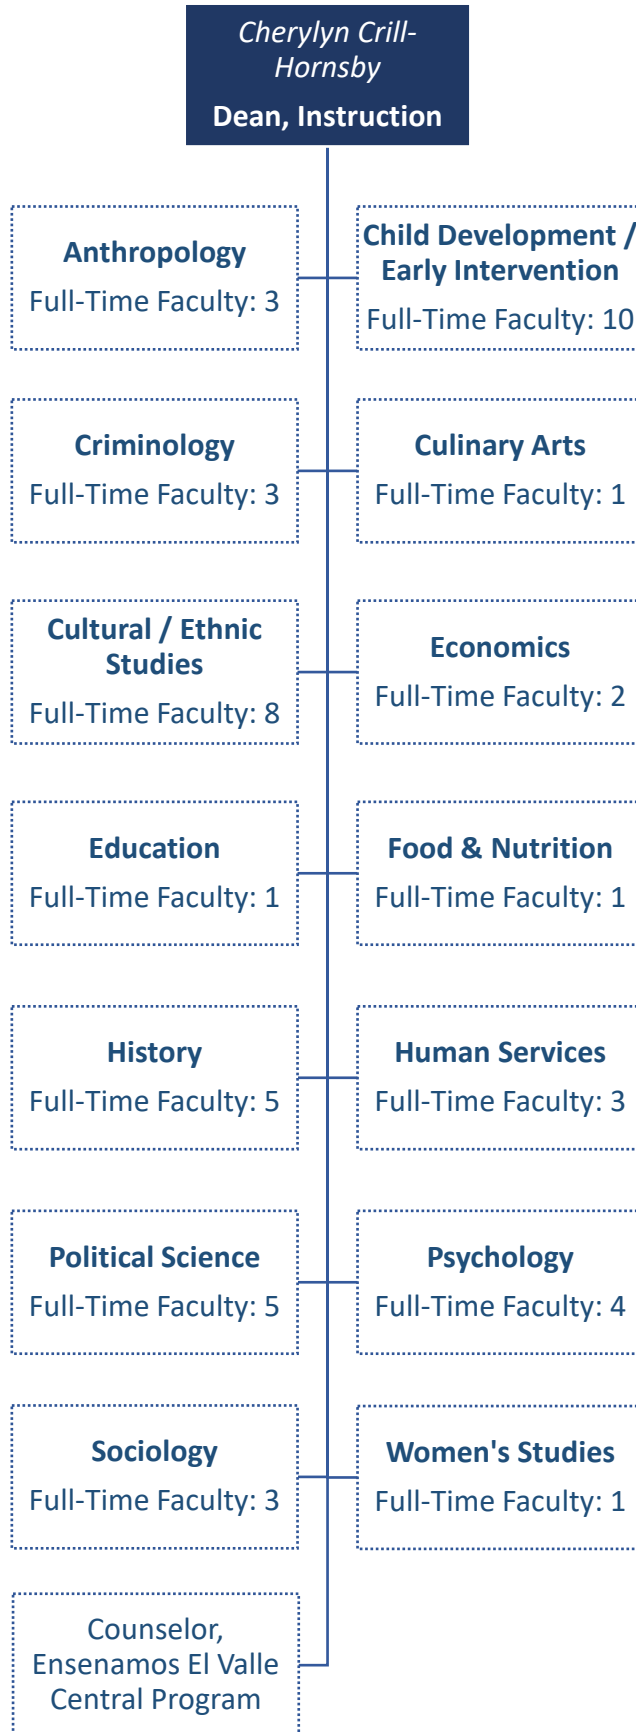 Cherylyn Crill-
Hornsby
Dean, Instruction
Anthropology
Full-Time Faculty: 3
Child Development /
Early Intervention
Full-Time Faculty: 10
Criminology
Full-Time Faculty: 3
Culinary Arts
Full-Time Faculty: 1
Cultural / Ethnic
Studies
Full-Time Faculty: 8
Economics
Full-Time Faculty: 2
Education
Full-Time Faculty: 1
Food & Nutrition
Full-Time Faculty: 1
History
Full-Time Faculty: 5
Human Services
Full-Time Faculty: 3
Political Science
Full-Time Faculty: 5
Psychology
Full-Time Faculty: 4
Sociology
Full-Time Faculty: 3
Women's Studies
Full-Time Faculty: 1
Counselor,
Ensenamos El Valle
Central Program